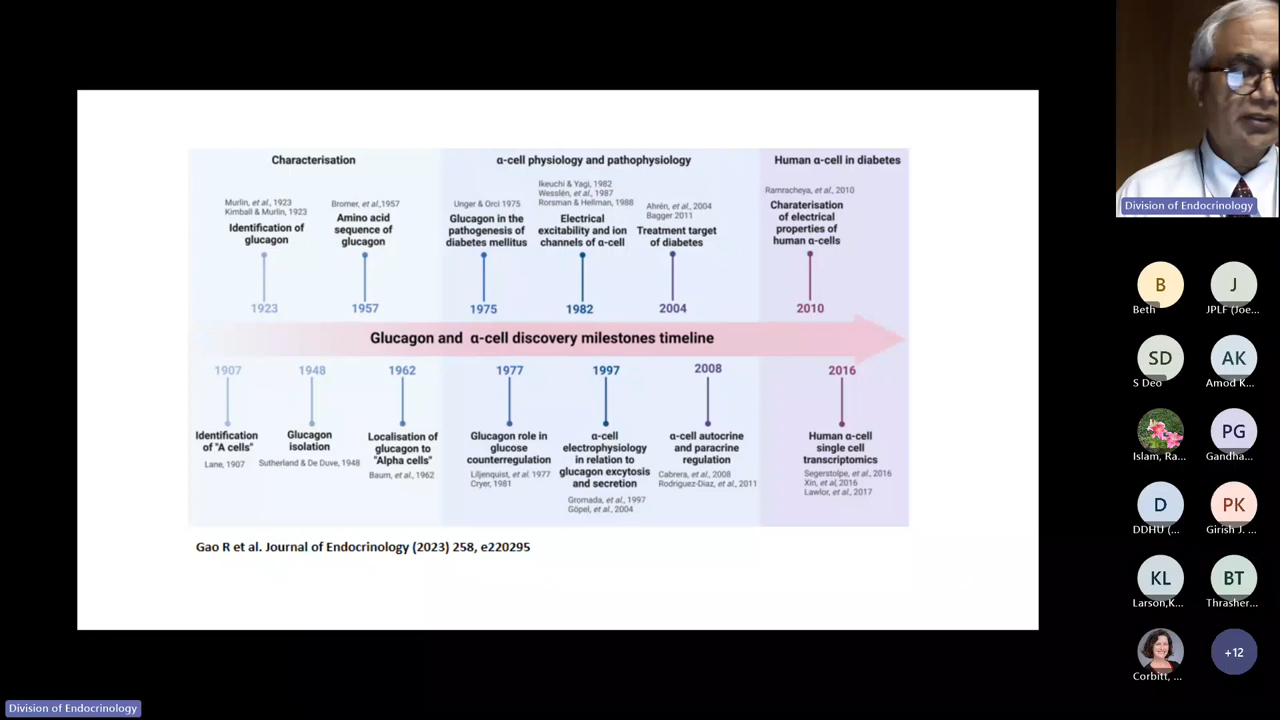 Characterisation
α-cell physiology and pathophysiology
Human α-cell in diabetes
Murlin, et al., 1923
Kimball & Murlin, 1923
Identification of
glucagon
1923
Bromer, et al.,1957
Amino acid
sequence of
glucagon
1957
Unger & Orci 1975
Glucagon in the
pathogenesis of
diabetes mellitus
1975
Ikeuchi & Yagi, 1982
Wesslén, et al., 1987
Rorsman & Hellman, 1988
Electrical
excitability and ion
channels of α-cell
1982
Ahrén, et al., 2004
Bagger 2011
Treatment target
of diabetes
2004
Ramracheya, et al., 2010
Charaterisation
of electrical
properties of
human α-cells
2010
Glucagon and α-cell discovery milestones timeline
1907
Identification
of "A cells"
Lane, 1907
1948
Glucagon
isolation
Sutherland & De Duve, 1948
1962
Localisation of
glucagon to
"Alpha cells"
Baum, et al., 1962
1977
Glucagon role in
glucose
counterregulation
Liljenquist, et al. 1977
Cryer, 1981
1997
α-cell
electrophysiology
in relation to
glucagon excytosis
and secretion
Gromada, et al., 1997
Göpel, et al., 2004
2008
α-cell autocrine
and paracrine
regulation
Cabrera, et al., 2008
Rodriguez-Diaz, et al., 2011
2016
Human α-cell
single cell
transcriptomics
Segerstolpe, et al., 2016
Xin, et al, 2016
Lawlor, et al., 2017
Gao R et al. Journal of Endocrinology (2023) 258, e220295
Division of Endocrinology
B
Beth
J
JPLF (Joe...
SD
S Deo
AK
Amod K...
Islam, Ra...
PG
Gandha...
D
DDHU (...
PK
Girish J. ...
KL
Larson,K...
BT
Thrasher...
Corbitt, ...
+12
Division of Endocrinology